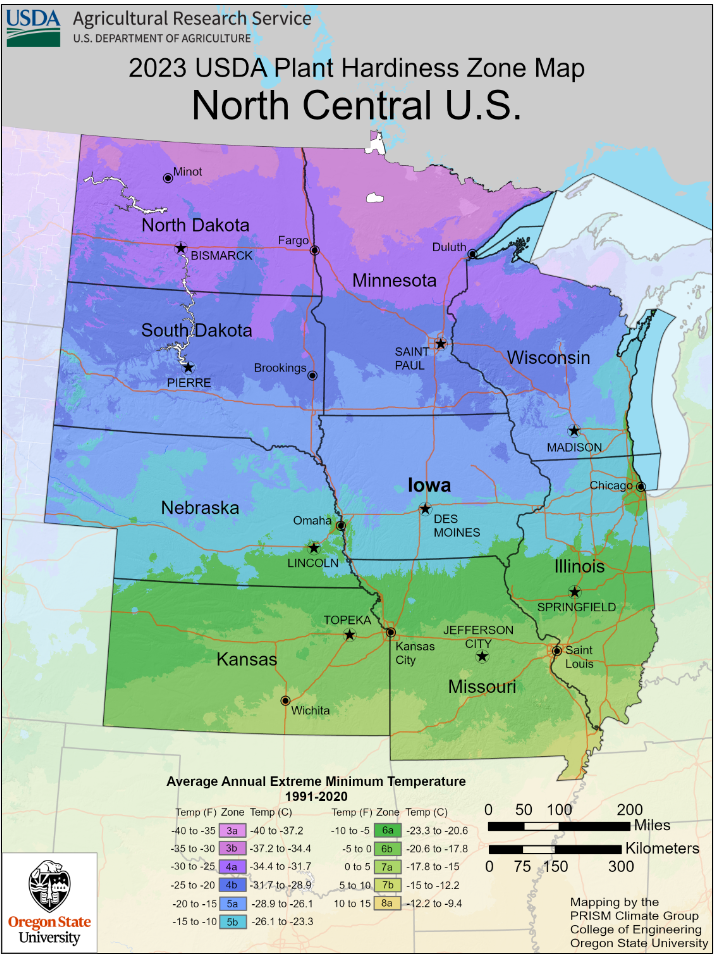 USDA
Agricultural Research Service
U.S. DEPARTMENT OF AGRICULTURE
2023 USDA Plant Hardiness Zone Map
North Central U.S.
Minot
North Dakota
Fargo
BISMARCK
Duluth
Minnesota
South Dakota
SAINT
PAUL
Wisconsin
Brookings
PIERRE
MADISON
Iowa
Chicago
Nebraska
Omaha
DES
MOINES
LINCOLN
Illinois
SPRINGFIELD
TOPEKA
JEFFERSON
CITY
Kansas
City
Saint
Louis
Kansas
Missouri
Wichita
Average Annual Extreme Minimum Temperature
1991-2020
Temp (F) Zone Temp (C) Temp (F) Zone Temp (C)
-40 to -35 3a -40 to -37.2 -10 to -5 6a -23.3 to -20.6
-35 to -30 3b -37.2 to -34.4 -5 to 0 6b -20.6 to -17.8
-30 to -25 4a -34.4 to -31.7 0 to 5 7a -17.8 to -15
-25 to -20 4b -31.7 to -28.9 5 to 10 7b -15 to -12.2
-20 to -15 5a -28.9 to -26.1 10 to 15 8a -12.2 to -9.4
-15 to -10 5b -26.1 to -23.3
0 50 100 200
Miles
Kilometers
0 75 150 300
Oregon State
University
Mapping by the
PRISM Climate Group
College of Engineering
Oregon State University